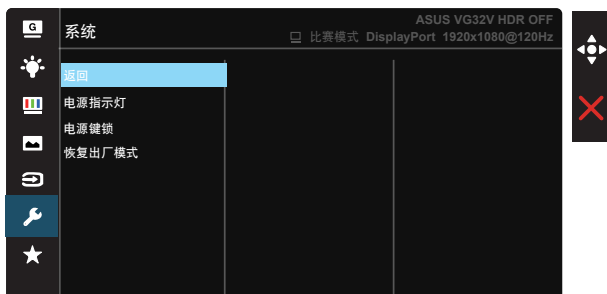 G
系统
ASUS VG32V HDR OFF
比赛模式 DisplayPort 1920x1080@120Hz
返回
电源指示灯
电源键锁
恢复出厂模式